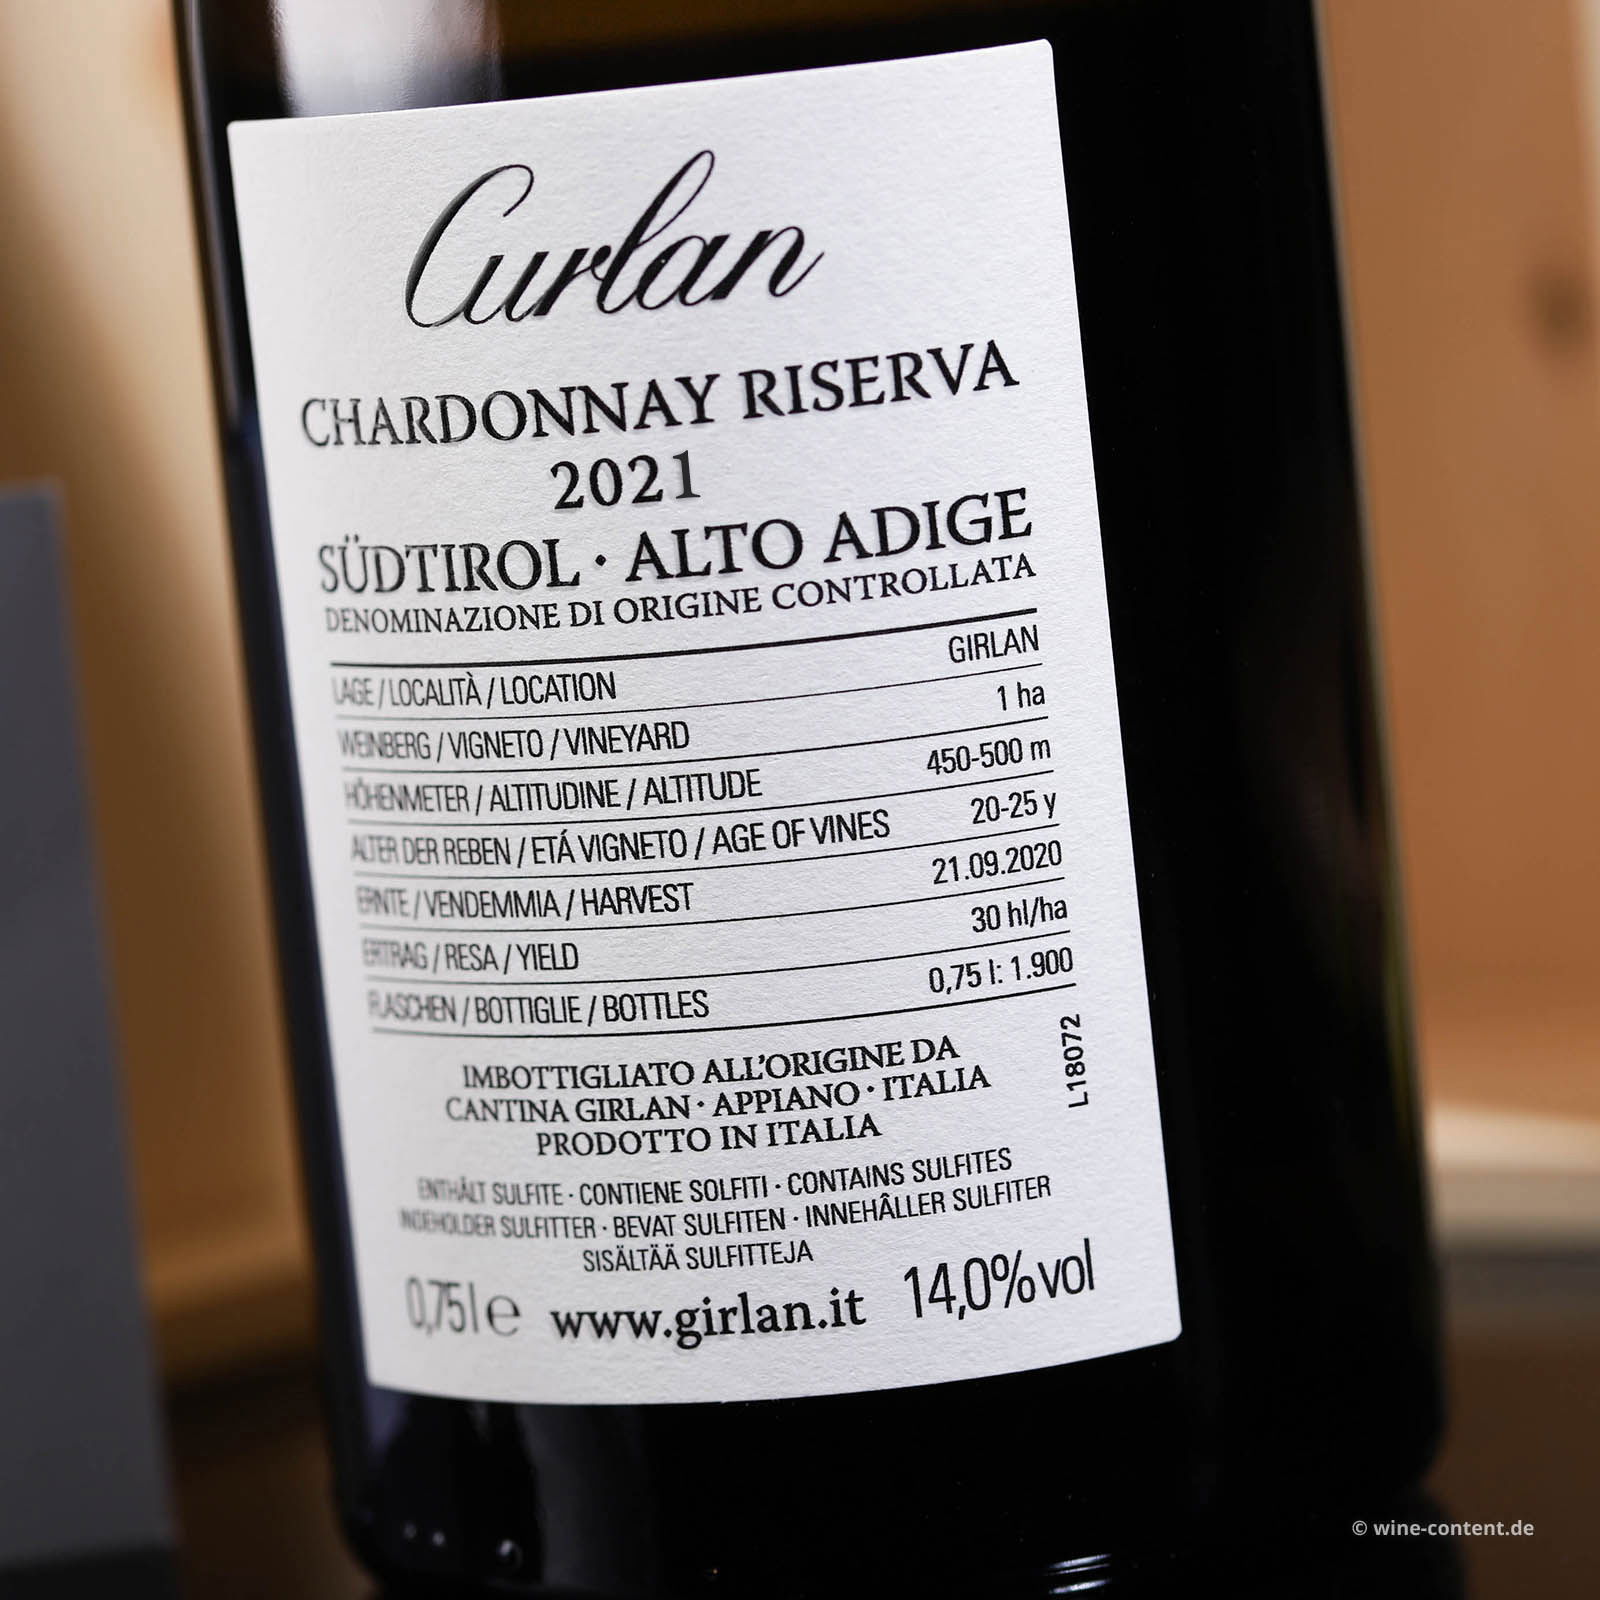 Curlan
CHARDONNAY RISERVA
2021
SÜDTIROL · ALTO ADIGE
DENOMINAZIONE DI ORIGINE CONTROLLATA
LAGE / LOCALITÀ / LOCATION GIRLAN
WEINBERG / VIGNETO / VINEYARD 1 ha
HÖHENMETER / ALTITUDINE / ALTITUDE 450-500 m
ALTER DER REBEN / ETÁ VIGNETO / AGE OF VINES 20-25 y
ERNTE / VENDEMMIA / HARVEST 21.09.2020
ERTRAG / RESA / YIELD 30 hl/ha
FLASCHEN / BOTTIGLIE / BOTTLES 0,75 l: 1.900
L18072
IMBOTTIGLIATO ALL'ORIGINE DA
CANTINA GIRLAN · APPIANO · ITALIA
PRODOTTO IN ITALIA
ENTHÄLT SULFITE · CONTIENE SOLFITI · CONTAINS SULFITES
INDEHOLDER SULFITTER · BEVAT SULFITEN · INNEHÂLLER SULFITER
SISÄLTÄÄ SULFITTEJA
0,75 l e www.girlan.it 14,0% vol
© wine-content.de